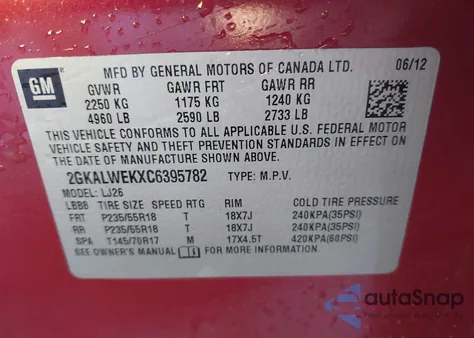 GM
MFD BY GENERAL MOTORS OF CANADA LTD. 06/12
GVWR GAWR FRT GAWR RR
2250 KG 1175 KG 1240 KG
4960 LB 2590 LB 2733 LB
THIS VEHICLE CONFORMS TO ALL APPLICABLE U.S. FEDERAL MOTOR
VEHICLE SAFETY AND THEFT PREVENTION STANDARDS IN EFFECT ON
THE DATE OF MANUFACTURE SHOWN ABOVE.
2GKALWEKXC6395782 TYPE: M.P.V.
MODEL: LJ26
LBBB TIRE SIZE SPEED RTG RIM COLD TIRE PRESSURE
FRT P235/55R18 T 18X7J 240KPA(35PSI)
RR P235/55R18 T 18X7J 240KPA(35PSI)
SPA T145/70R17 M 17X4.5T 420KPA(60PSI)
SEE OWNER'S MANUAL FOR MORE INFORMATION.
autoSnap